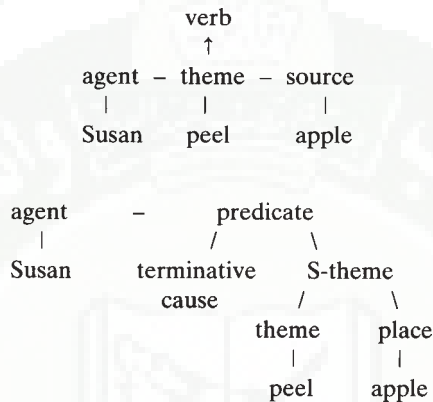 verb
↑
agent – theme – source
| | |
Susan peel apple
agent – predicate
| / \
Susan terminative S-theme
cause / \
theme place
| |
peel apple